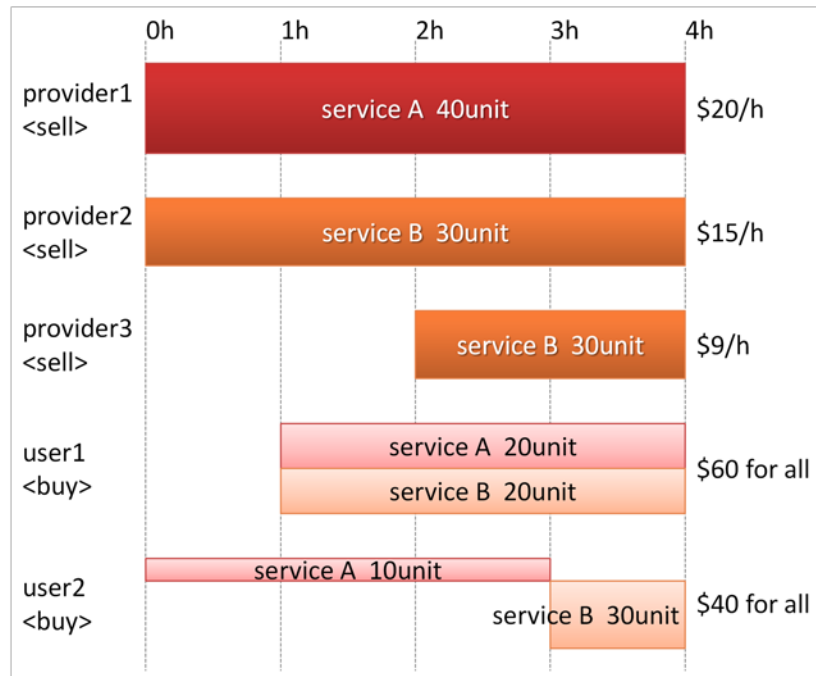 0h 1h 2h 3h 4h
provider1
<sell>
service A 40unit
$20/h
provider2
<sell>
service B 30unit
$15/h
provider3
<sell>
service B 30unit
$9/h
user1
<buy>
service A 20unit
service B 20unit
$60 for all
user2
<buy>
service A 10unit
service B 30unit
$40 for all